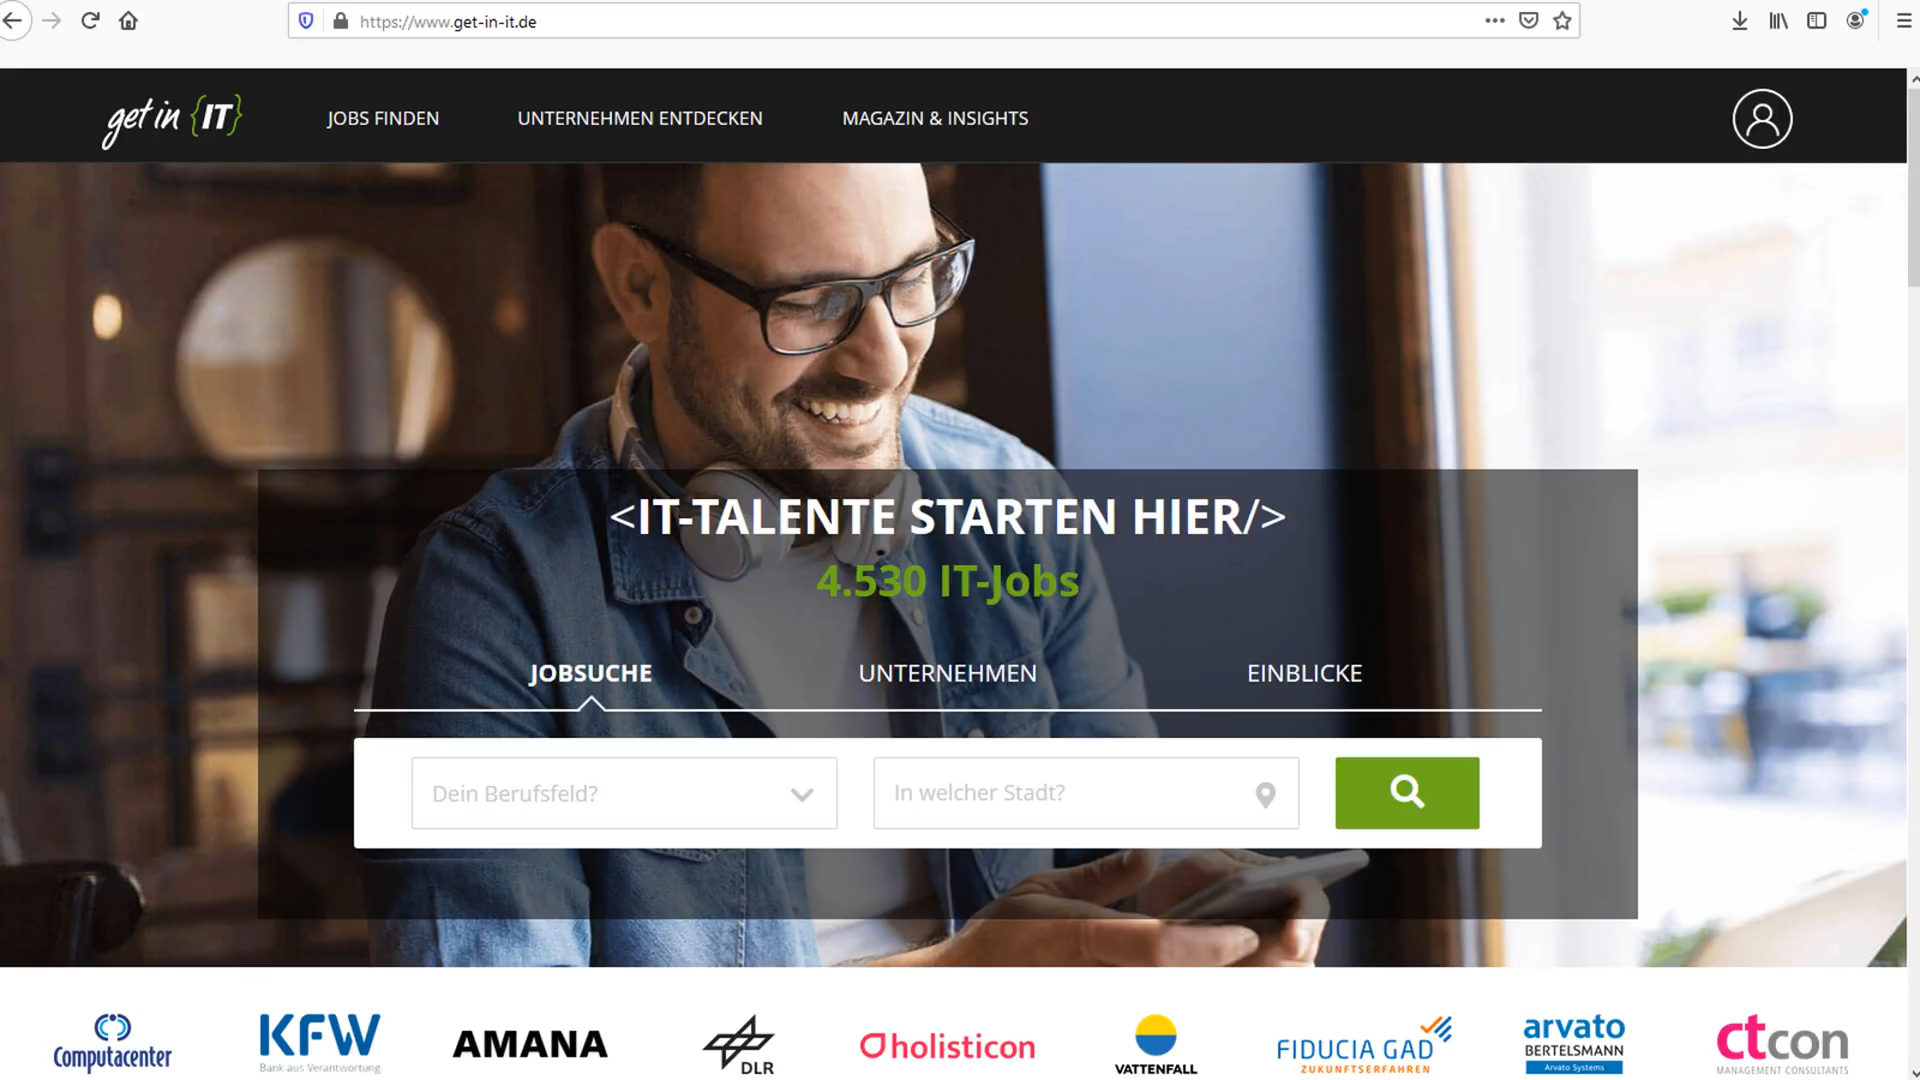 https://www.get-in-it.de
get in {IT}
JOBS FINDEN
UNTERNEHMEN ENTDECKEN
MAGAZIN & INSIGHTS
<IT-TALENTE STARTEN HIER/>
4.530 IT-Jobs
JOBSUCHE
UNTERNEHMEN
EINBLICKE
Dein Berufsfeld?
In welcher Stadt?
Computacenter
KFW
Bank aus Verantwortung
AMANA
DLR
holisticon
VATTENFALL
FIDUCIA GAD
ZUKUNFTSERFAHREN
arvato
BERTELSMANN
Arvato Systems
ctcon
MANAGEMENT CONSULTANTS